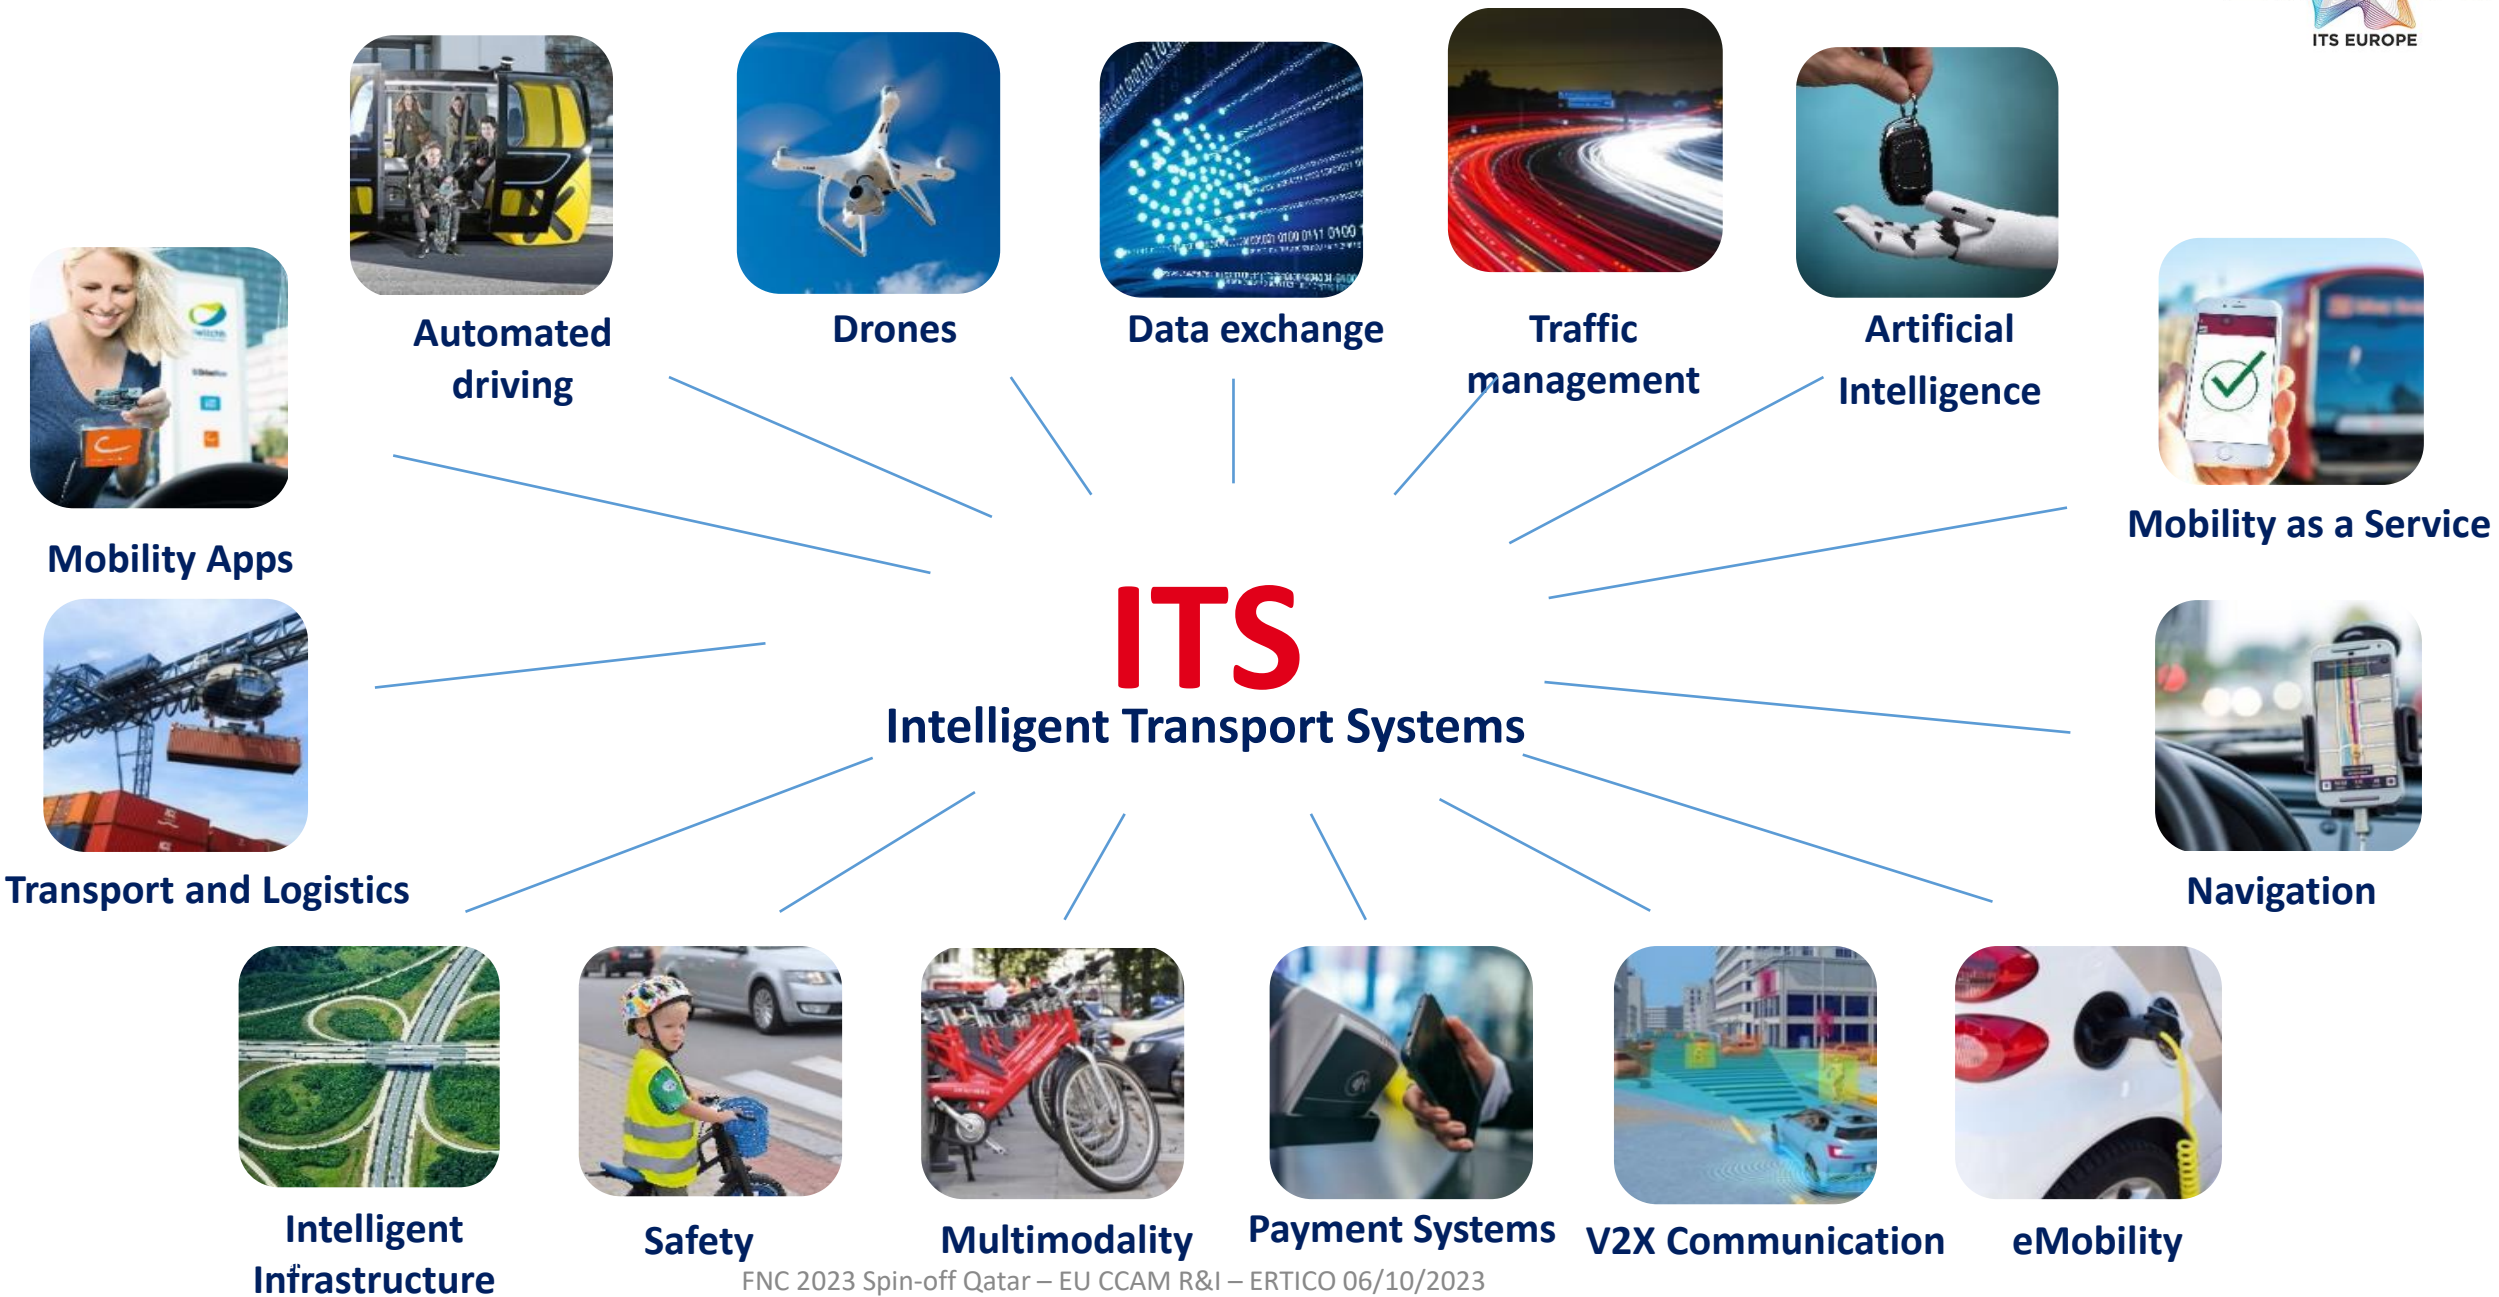 ITS EUROPE
Automated
driving
Drones
Data exchange
Traffic
management
Artificial
Intelligence
Mobility Apps
Mobility as a Service
ITS
Intelligent Transport Systems
Transport and Logistics
Navigation
Intelligent
Infrastructure
Safety
Multimodality
Payment Systems
V2X Communication
eMobility
FNC 2023 Spin-off Qatar – EU CCAM R&I – ERTICO 06/10/2023